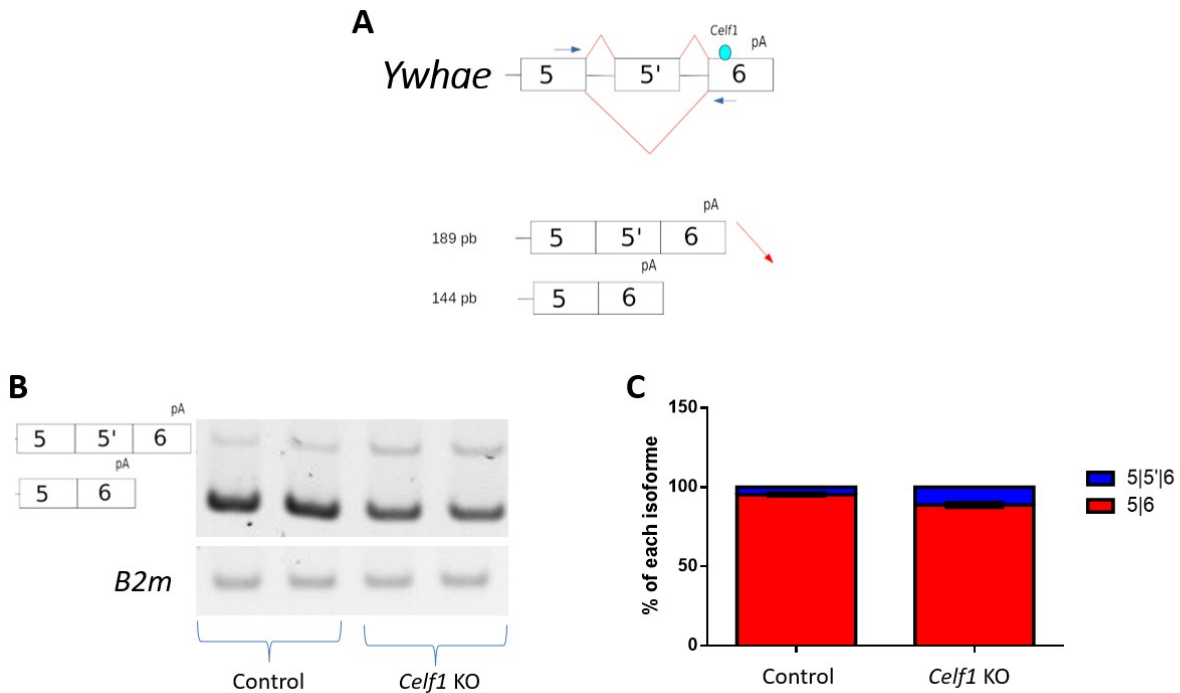 A
Celf1
pA
Ywhae 5 5' 6
pA
189 pb 5 5' 6
pA
144 pb 5 6
B
pA
5 5' 6
pA
5 6
B2m
Control Celf1 KO
C
150
100
50
0
% of each isoforme
Control Celf1 KO
5|5'|6
5|6